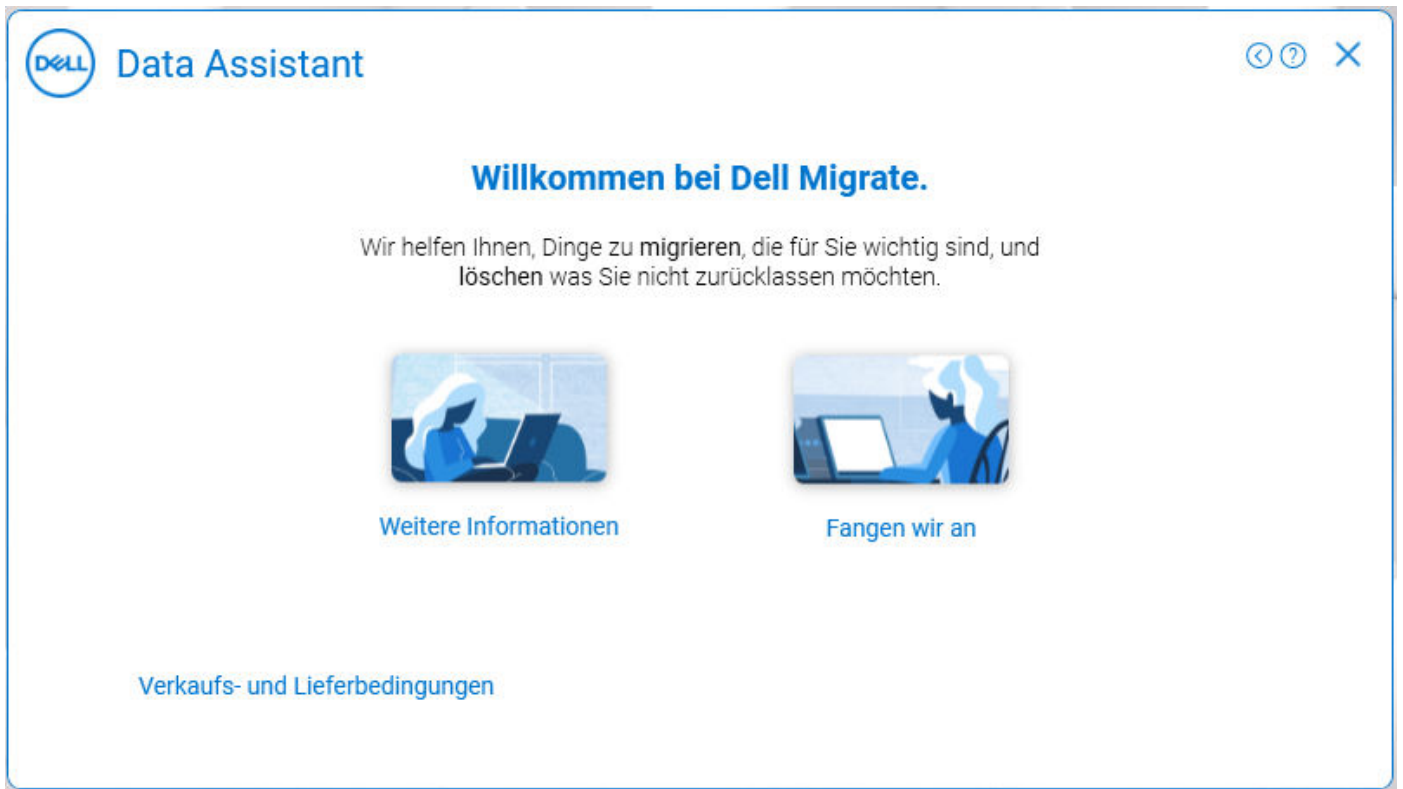 DELL
Data Assistant
Willkommen bei Dell Migrate.
Wir helfen Ihnen, Dinge zu migrieren, die für Sie wichtig sind, und
löschen was Sie nicht zurücklassen möchten.
Weitere Informationen
Fangen wir an
Verkaufs- und Lieferbedingungen